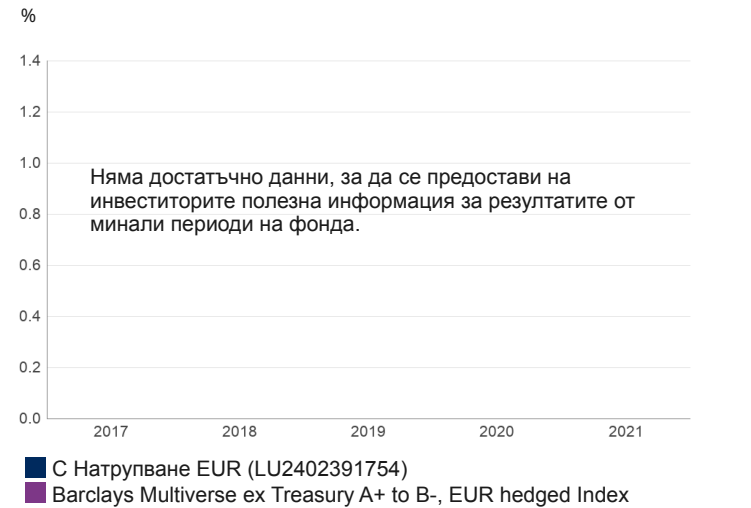 %
1.4
1.2
1.0
Няма достатъчно данни, за да се предостави на
инвеститорите полезна информация за резултатите от
0.8
минали периоди на фонда.
0.6
0.4
0.2
0.0
2017 2018 2019 2020 2021
C Натрупване EUR (LU2402391754)
Barclays Multiverse ex Treasury A+ to B-, EUR hedged Index